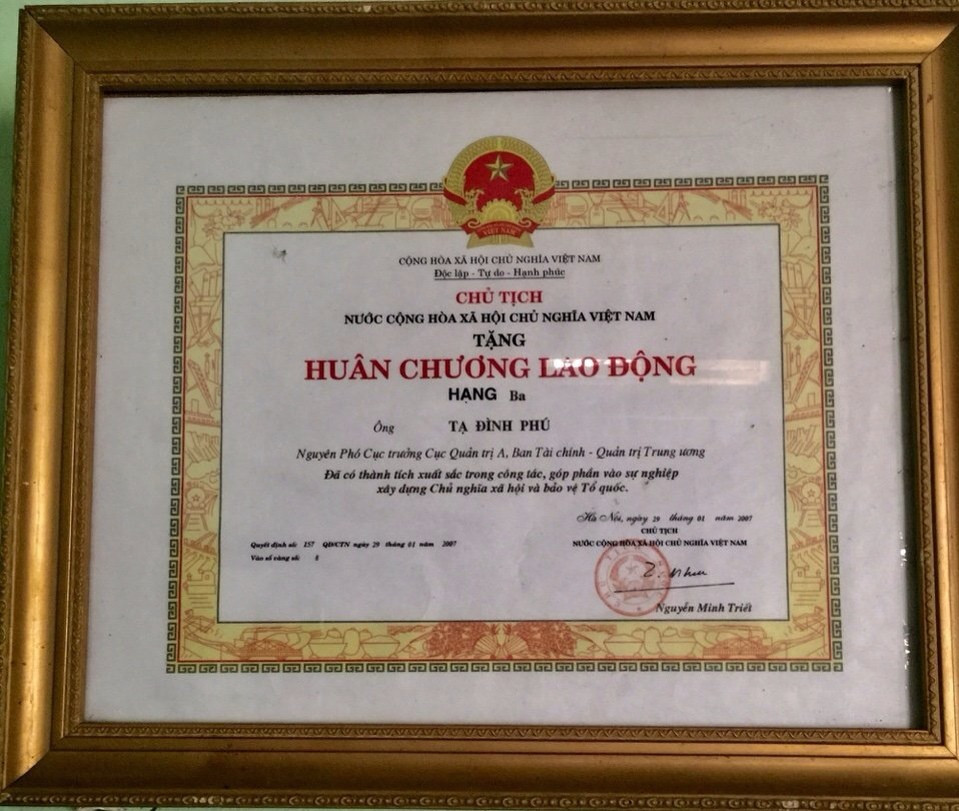 VIỆT NAM
CỘNG HÒA XÃ HỘI CHỦ NGHĨA VIỆT NAM
Độc lập - Tự do - Hạnh phúc
CHỦ TỊCH
NƯỚC CỘNG HÒA XÃ HỘI CHỦ NGHĨA VIỆT NAM
TẶNG
HUÂN CHƯƠNG LAO ĐỘNG
HẠNG Ba
Ông TẠ ĐÌNH PHÚ
Nguyên Phó Cục trưởng Cục Quản trị A, Ban Tài chính - Quản trị Trung ương
Đã có thành tích xuất sắc trong công tác, góp phần vào sự nghiệp
xây dựng Chủ nghĩa xã hội và bảo vệ Tổ quốc.
Hà Nội, ngày 29 tháng 01 năm 2007
CHỦ TỊCH
NƯỚC CỘNG HÒA XÃ HỘI CHỦ NGHĨA VIỆT NAM
Quyết định số: 157 QĐ/CTN ngày 29 tháng 01 năm 2007
Vào sổ vàng số: 8
Nguyễn Minh Triết